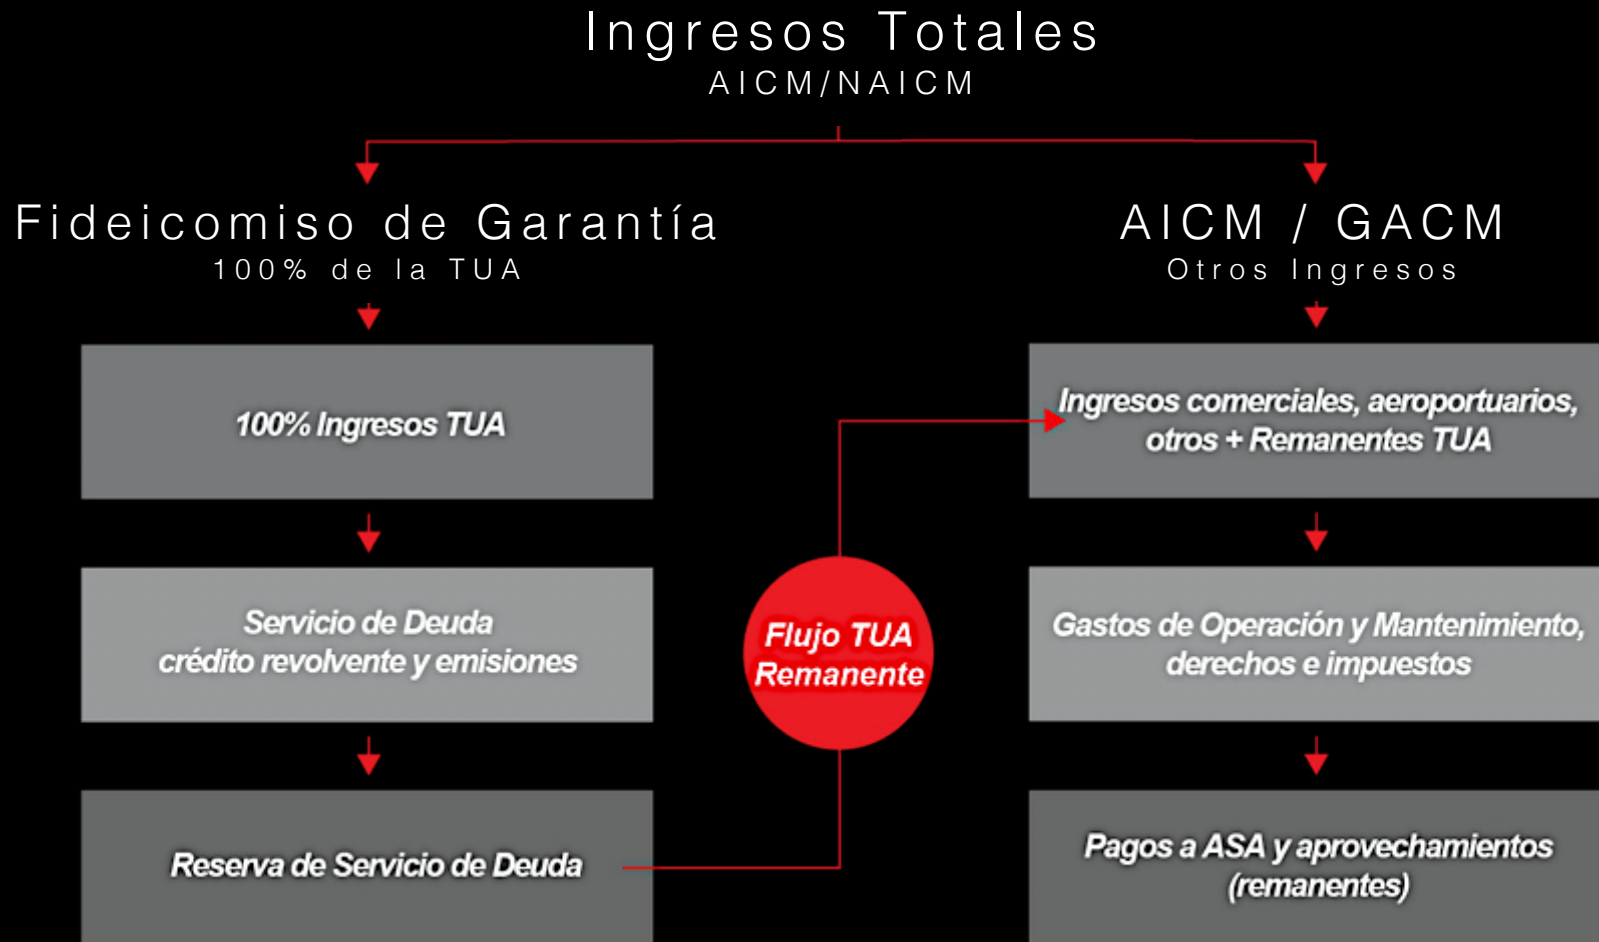 Ingresos Totales
AICM/NAICM
Fideicomiso de Garantía
100% de la TUA
100% Ingresos TUA
Servicio de Deuda
crédito revolvente y emisiones
Reserva de Servicio de Deuda
Flujo TUA
Remanente
AICM / GACM
Otros Ingresos
Ingresos comerciales, aeroportuarios,
otros + Remanentes TUA
Gastos de Operación y Mantenimiento,
derechos e impuestos
Pagos a ASA y aprovechamientos
(remanentes)